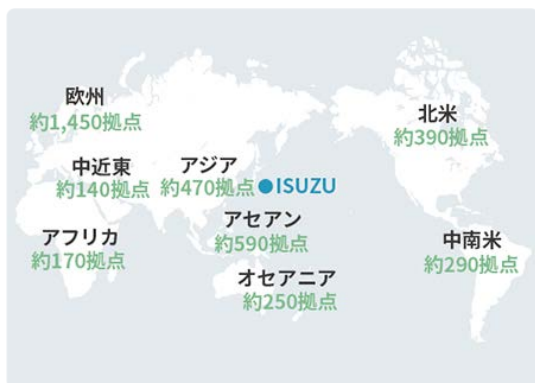 欧州
約1,450拠点
北米
約390拠点
中近東
約140拠点
アジア
約470拠点
ISUZU
アセアン
約590拠点
アフリカ
約170拠点
中南米
約290拠点
オセアニア
約250拠点